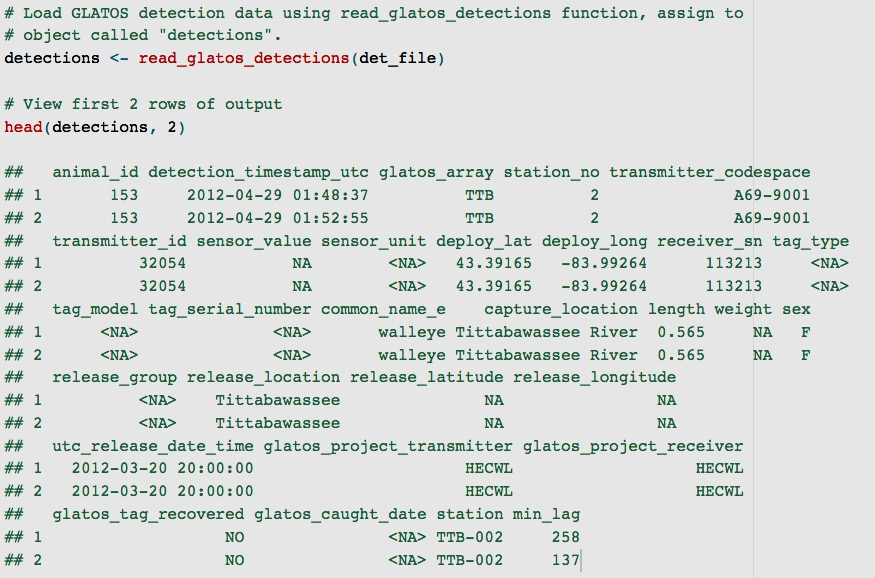 # Load GLATOS detection data using read_glatos_detections function, assign to
# object called "detections".
detections <- read_glatos_detections(det_file)
# View first 2 rows of output
head(detections, 2)
##   animal_id detection_timestamp_utc glatos_array station_no transmitter_codespace
## 1       153     2012-04-29 01:48:37          TTB          2              A69-9001
## 2       153     2012-04-29 01:52:55          TTB          2              A69-9001
##   transmitter_id sensor_value sensor_unit deploy_lat deploy_long receiver_sn tag_type
## 1          32054           NA        <NA>   43.39165   -83.99264      113213     <NA>
## 2          32054           NA        <NA>   43.39165   -83.99264      113213     <NA>
##   tag_model tag_serial_number common_name_e    capture_location length weight sex
## 1      <NA>              <NA>       walleye Tittabawassee River  0.565     NA   F
## 2      <NA>              <NA>       walleye Tittabawassee River  0.565     NA   F
##   release_group release_location release_latitude release_longitude
## 1          <NA>    Tittabawassee               NA                NA
## 2          <NA>    Tittabawassee               NA                NA
##   utc_release_date_time glatos_project_transmitter glatos_project_receiver
## 1   2012-03-20 20:00:00                      HECWL                   HECWL
## 2   2012-03-20 20:00:00                      HECWL                   HECWL
##   glatos_tag_recovered glatos_caught_date station min_lag
## 1                   NO               <NA> TTB-002     258
## 2                   NO               <NA> TTB-002     137